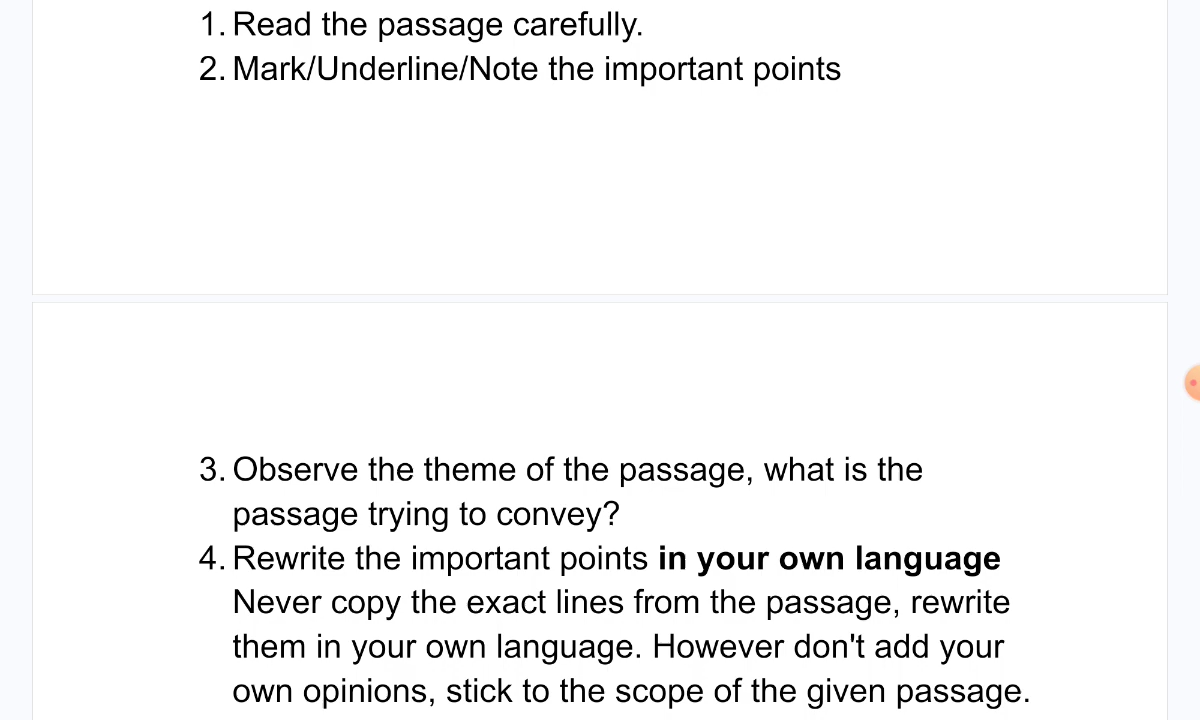 1. Read the passage carefully.
2. Mark/Underline/Note the important points
3. Observe the theme of the passage, what is the
passage trying to convey?
4. Rewrite the important points in your own language
Never copy the exact lines from the passage, rewrite
them in your own language. However don't add your
own opinions, stick to the scope of the given passage.